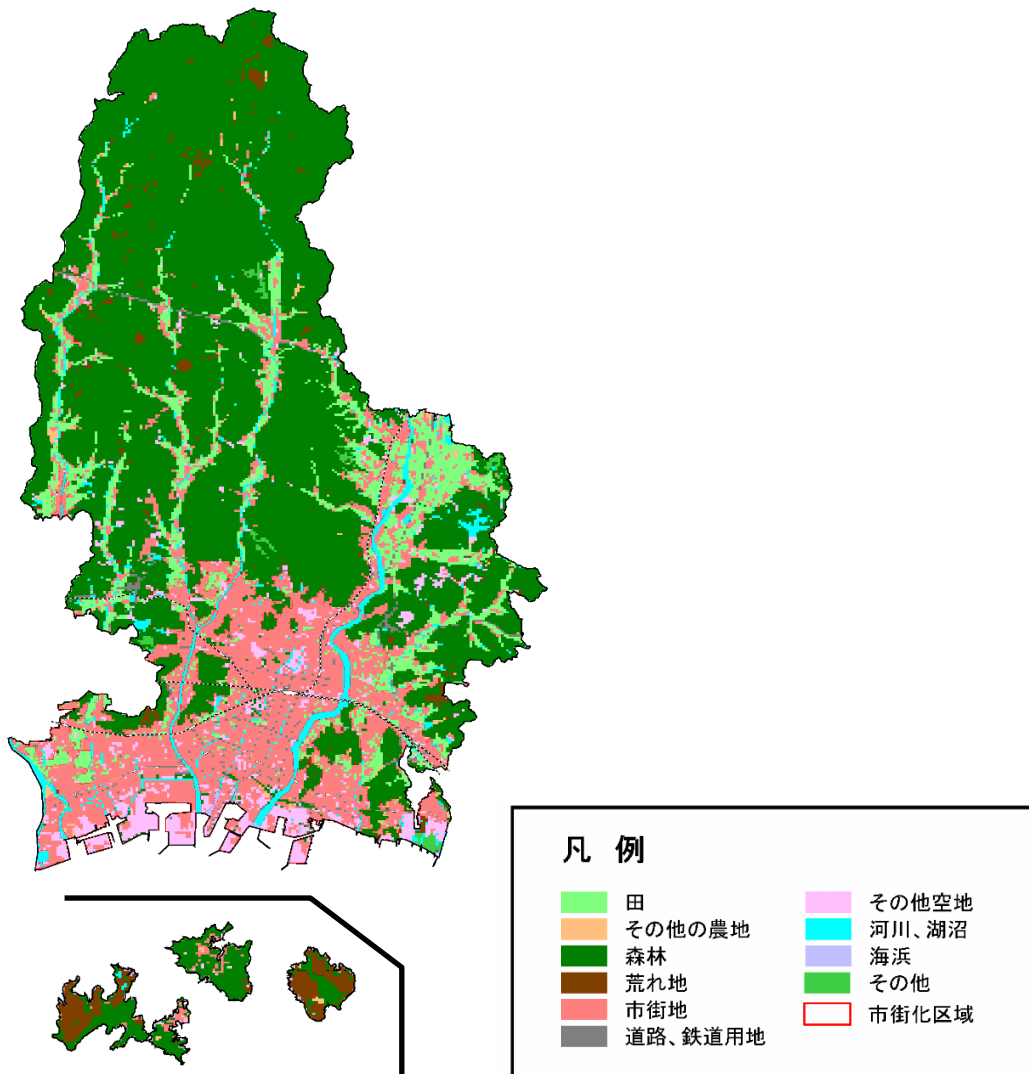 凡 例
田
その他の農地
森林
荒れ地
市街地
道路、鉄道用地
その他空地
河川、湖沼
海浜
その他
市街化区域